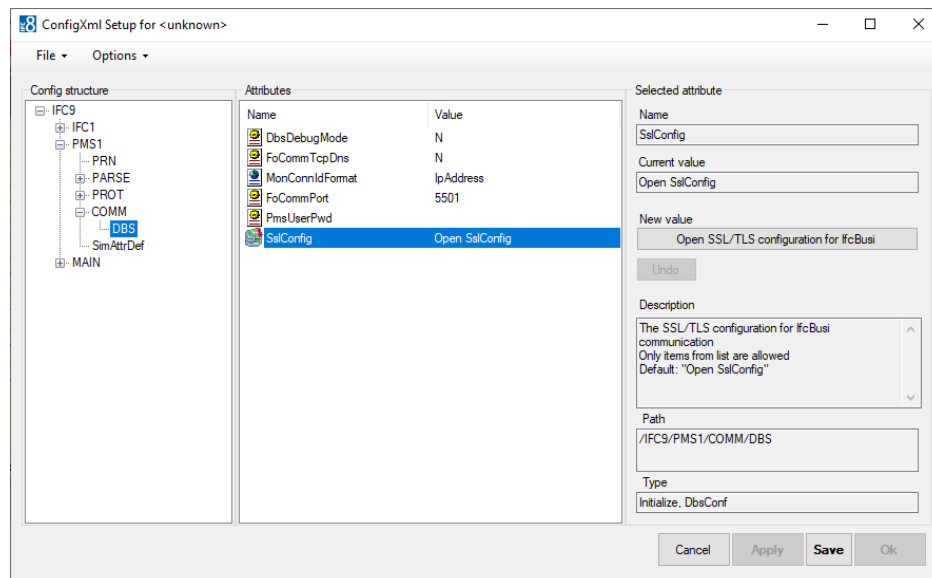 ConfigXml Setup for <unknown>
File
Options
Config structure
IFC9
IFC1
PMS1
PRN
PARSE
PROT
COMM
DBS
SimAttrDef
MAIN
Attributes
Name Value
DbsDebugMode N
FoCommTcpDns N
MonConnIdFormat IpAddress
FoCommPort 5501
PmsUserPwd
SslConfig Open SslConfig
Selected attribute
Name
SslConfig
Current value
Open SslConfig
New value
Open SSL/TLS configuration for IfcBusi
Undo
Description
The SSL/TLS configuration for IfcBusi
communication
Only items from list are allowed
Default: "Open SslConfig"
Path
/IFC9/PMS1/COMM/DBS
Type
Initialize, DbsConf
Cancel Apply Save Ok